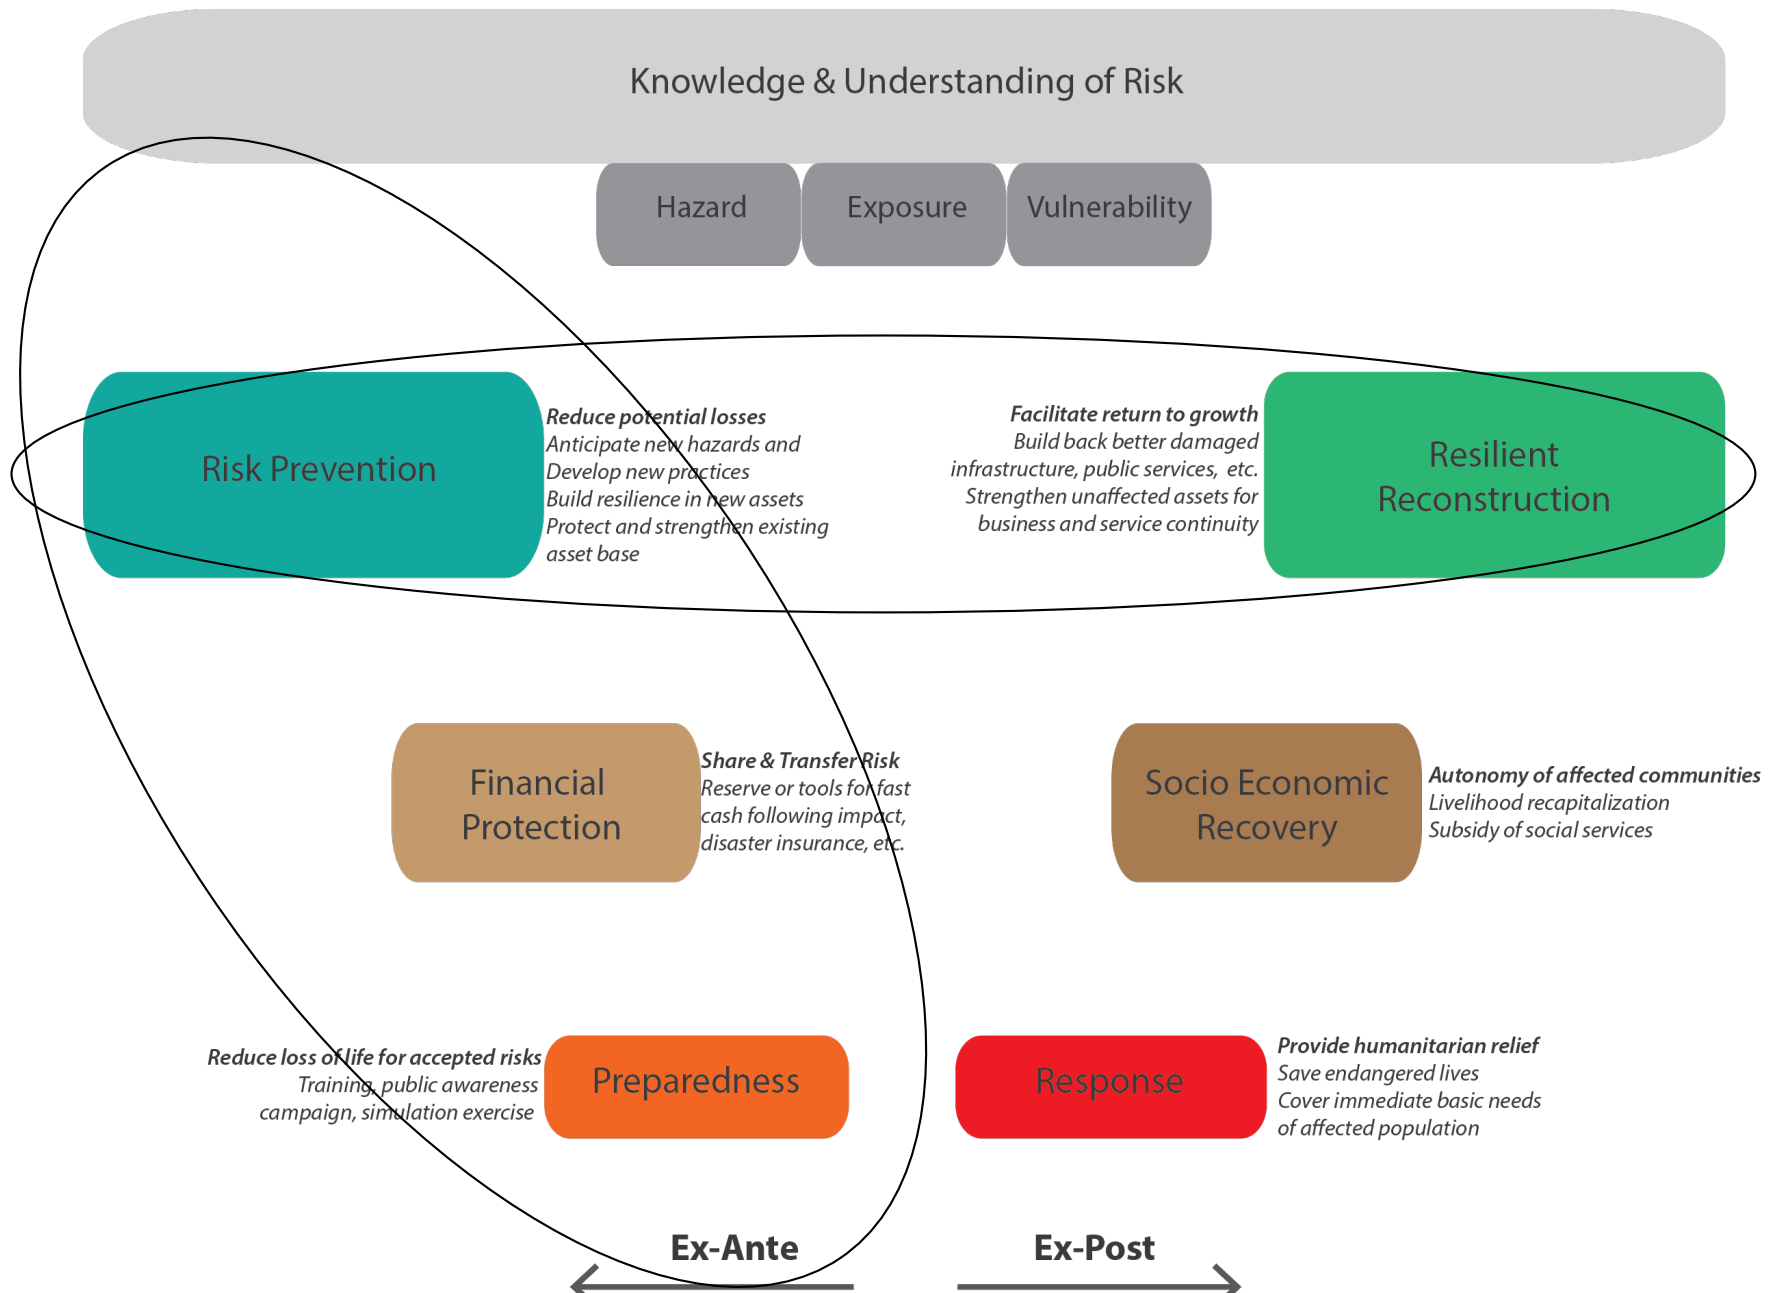 Knowledge & Understanding of Risk
Hazard
Exposure
Vulnerability
Risk Prevention
Reduce potential losses
Anticipate new hazards and
Develop new practices
Build resilience in new assets
Protect and strengthen existing
asset base
Facilitate return to growth
Build back better damaged
infrastructure, public services, etc.
Strengthen unaffected assets for
business and service continuity
Resilient
Reconstruction
Financial
Protection
Share & Transfer Risk
Reserve or tools for fast
cash following impact,
disaster insurance, etc.
Socio Economic
Recovery
Autonomy of affected communities
Livelihood recapitalization
Subsidy of social services
Reduce loss of life for accepted risks
Training, public awareness
campaign, simulation exercise
Preparedness
Response
Provide humanitarian relief
Save endangered lives
Cover immediate basic needs
of affected population
Ex-Ante
Ex-Post